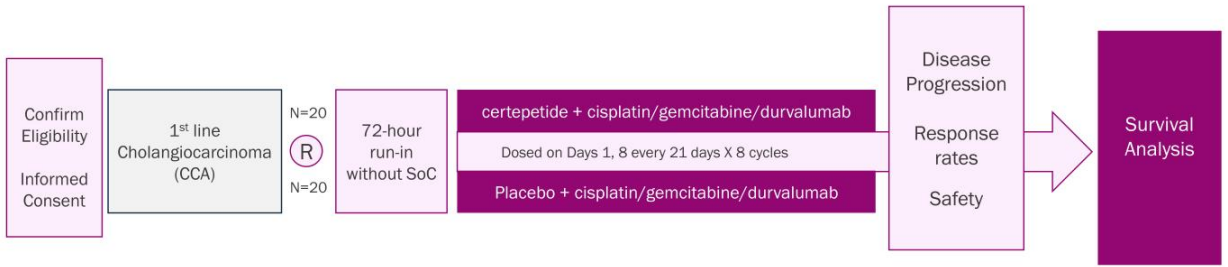 Confirm
Eligibility
Informed
Consent
1st line
Cholangiocarcinoma
(CCA)
N=20
R
N=20
72-hour
run-in
without SoC
certepetide + cisplatin/gemcitabine/durvalumab
Dosed on Days 1, 8 every 21 days X 8 cycles
Placebo + cisplatin/gemcitabine/durvalumab
Disease
Progression
Response
rates
Safety
Survival
Analysis